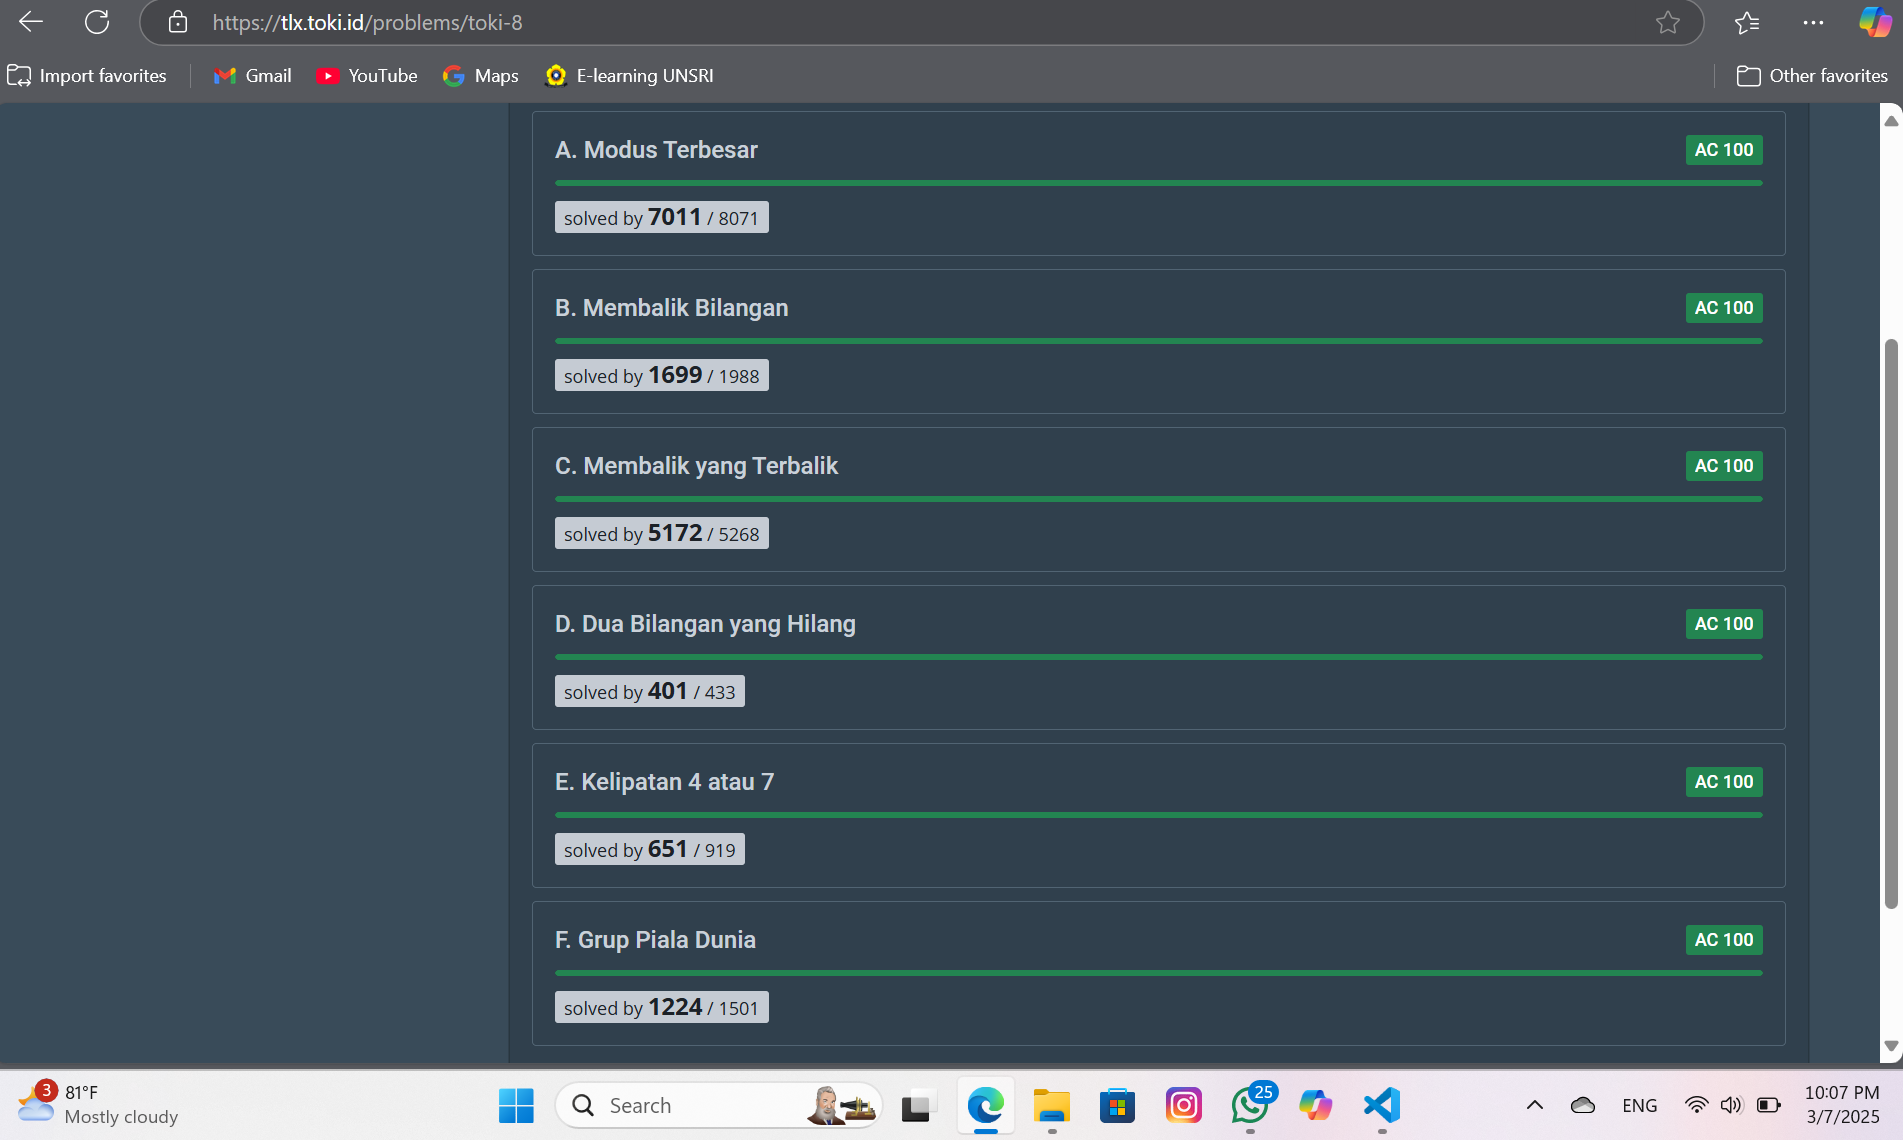 https://tlx.toki.id/problems/toki-8
Import favorites
Gmail
YouTube
Maps
E-learning UNSRI
Other favorites
A. Modus Terbesar
AC 100
solved by 7011 / 8071
B. Membalik Bilangan
AC 100
solved by 1699 / 1988
C. Membalik yang Terbalik
AC 100
solved by 5172 / 5268
D. Dua Bilangan yang Hilang
AC 100
solved by 401 / 433
E. Kelipatan 4 atau 7
AC 100
solved by 651 / 919
F. Grup Piala Dunia
AC 100
solved by 1224 / 1501
3
81°F
Mostly cloudy
Search
25
ENG
10:07 PM
3/7/2025